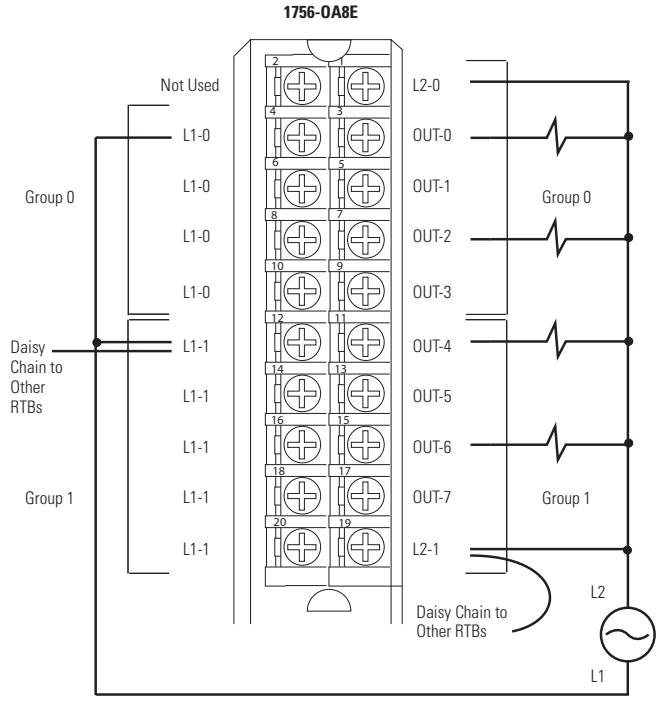 1756-OA8E
2 1
Not Used L2-0
4 3
L1-0 OUT-0
6 5
L1-0 OUT-1
Group 0 Group 0
8 7
L1-0 OUT-2
10 9
L1-0 OUT-3
12 11
L1-1 OUT-4
Daisy
Chain to
Other
RTBs
14 13
L1-1 OUT-5
16 15
L1-1 OUT-6
18 17
L1-1 OUT-7
Group 1 Group 1
20 19
L1-1 L2-1
L2
Daisy Chain to
Other RTBs
L1